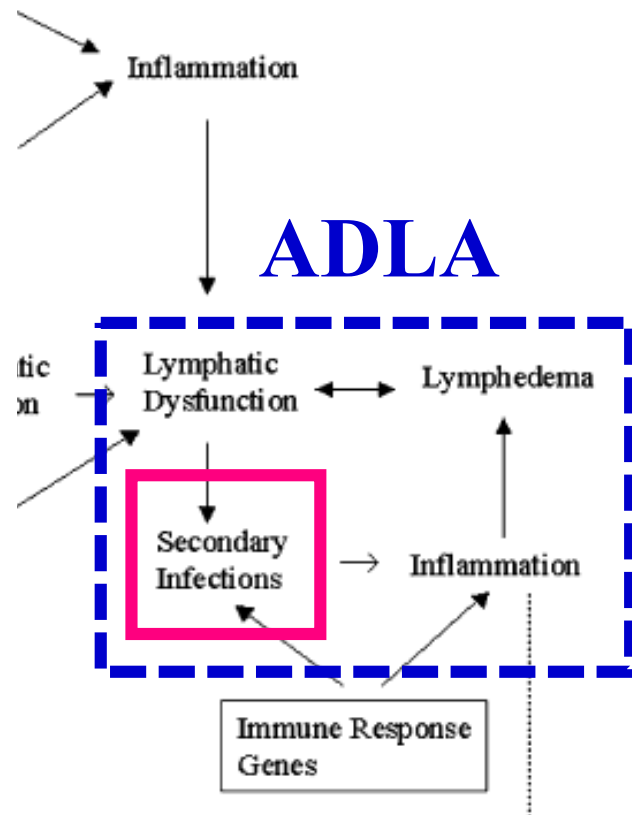 Inflammation
ADLA
Lymphatic
Dysfunction
Lymphedema
Secondary
Infections
Inflammation
Immune Response
Genes